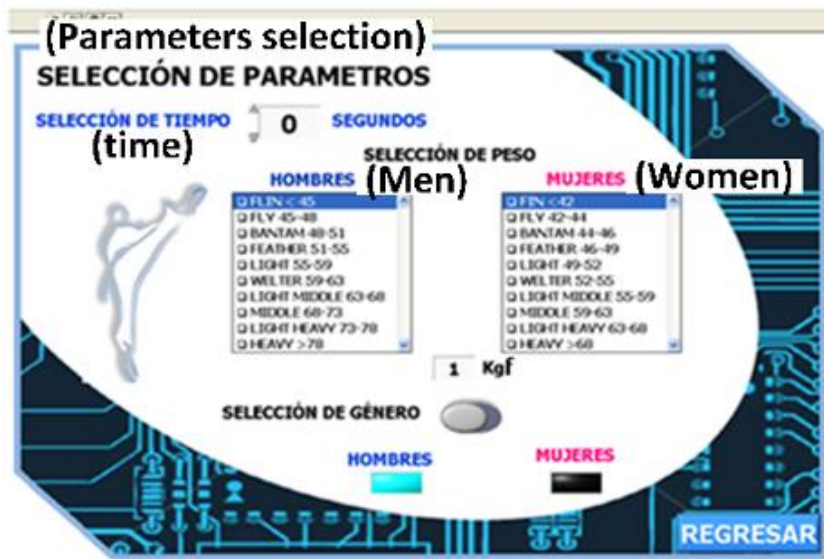 (Parameters selection)
SELECCIÓN DE PARAMETROS
SELECCIÓN DE TIEMPO 0 SEGUNDOS
(time)
SELECCIÓN DE PESO
HOMBRES (Men) MUJERES (Women)
FLIN <45 FIN <42
FLY 45-48 FLY 42-44
BANTAM 48-51 BANTAM 44-46
FEATHER 51-55 FEATHER 46-49
LIGHT 55-59 LIGHT 49-52
WELTER 59-63 WELTER 52-55
LIGHT MIDDLE 63-68 LIGHT MIDDLE 55-59
MIDDLE 68-73 MIDDLE 59-63
LIGHT HEAVY 73-78 LIGHT HEAVY 63-68
HEAVY >78 HEAVY >68
1 Kgf
SELECCIÓN DE GÉNERO
HOMBRES MUJERES
REGRESAR